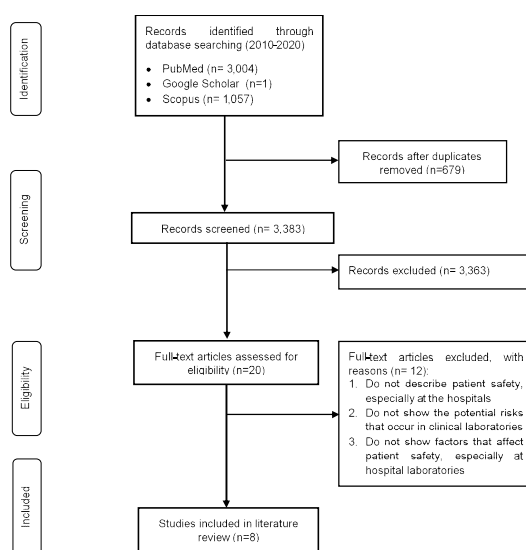 Identification
Records identified through
database searching (2010-2020)
• PubMed (n= 3,004)
• Google Scholar (n=1)
• Scopus (n= 1,057)
Records after duplicates
removed (n=679)
Screening
Records screened (n= 3,383)
Records excluded (n= 3,363)
Eligibility
Full-text articles assessed for
eligibility (n=20)
Full-text articles excluded, with
reasons (n= 12):
1. Do not describe patient safety,
especially at the hospitals
2. Do not show the potential risks
that occur in clinical laboratories
3. Do not show factors that affect
patient safety, especially at
hospital laboratories
Included
Studies included in literature
review (n=8)